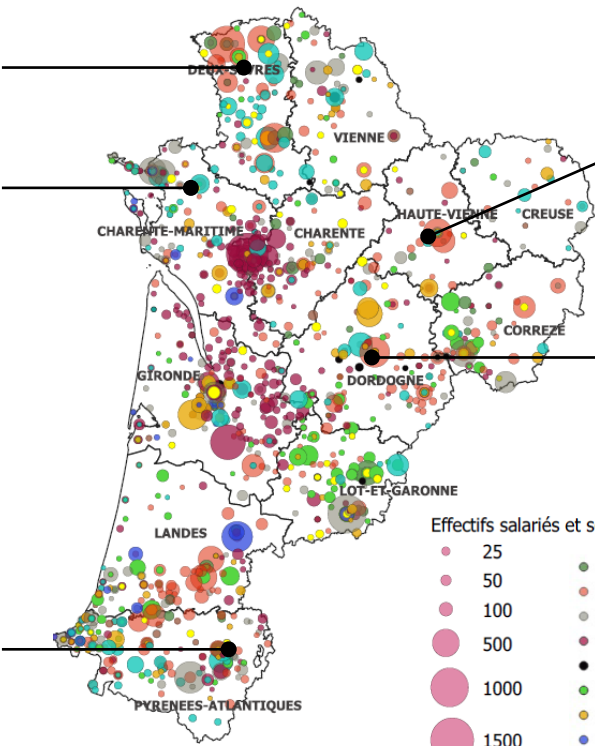 DEUX-SEVRES
VIENNE
HAUTE-VIENNE
CREUSE
CHARENTE-MARITIME
CHARENTE
CORREZE
GIRONDE
DORDOGNE
LOT-ET-GARONNE
LANDES
PYRENEES-ATLANTIQUES
Effectifs salariés et s
25
50
100
500
1000
1500